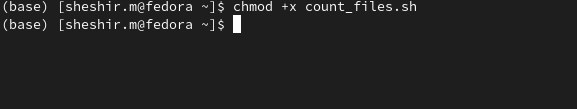 (base) [sheshir.m@fedora ~]$ chmod +x count_files.sh
(base) [sheshir.m@fedora ~]$